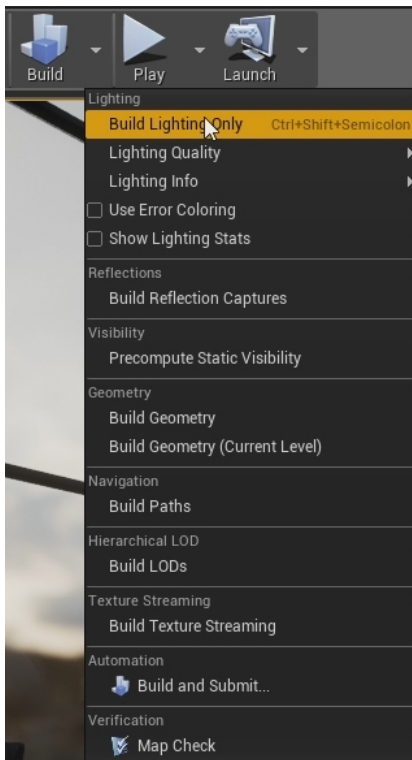 Build Play Launch
Lighting
Build Lighting Only Ctrl+Shift+Semicolon
Lighting Quality
Lighting Info
Use Error Coloring
Show Lighting Stats
Reflections
Build Reflection Captures
Visibility
Precompute Static Visibility
Geometry
Build Geometry
Build Geometry (Current Level)
Navigation
Build Paths
Hierarchical LOD
Build LODs
Texture Streaming
Build Texture Streaming
Automation
Build and Submit...
Verification
Map Check